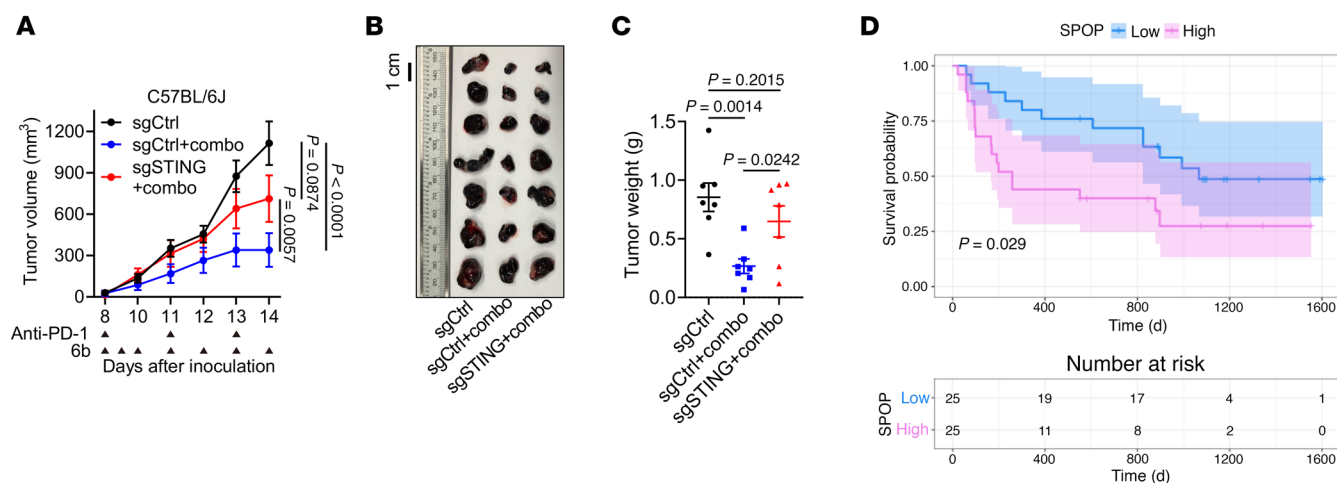 A
C57BL/6J
sgCtrl
sgCtrl+combo
sgSTING
+combo
Tumor volume (mm³)
1200
900
600
300
0
8 10 11 12 13 14
P = 0.0874
P < 0.0001
P = 0.0057
Anti-PD-1
6b
Days after inoculation
B
1 cm
sgCtrl
sgCtrl+combo
sgSTING+combo
C
P = 0.2015
P = 0.0014
P = 0.0242
Tumor weight (g)
1.5
1.0
0.5
0.0
sgCtrl
sgCtrl+combo
sgSTING+combo
D
SPOP Low High
Survival probability
1.00
0.75
0.50
0.25
0.00
P = 0.029
0 400 800 1200 1600
Time (d)
Number at risk
SPOP
Low 25 19 17 4 1
High 25 11 8 2 0
0 400 800 1200 1600
Time (d)